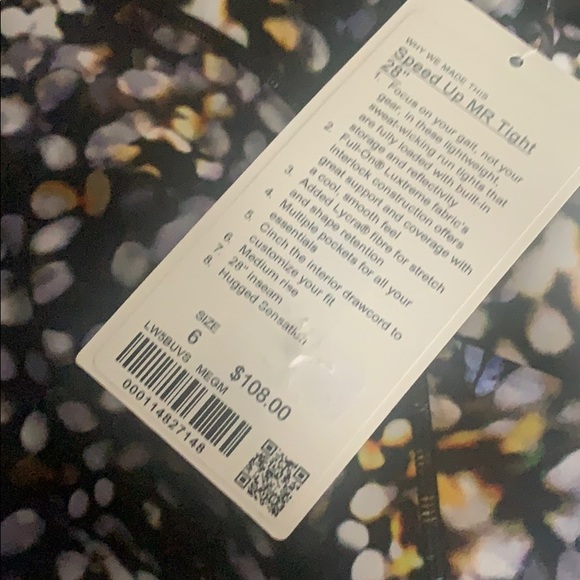 WHY WE MADE THIS
Speed Up MR Tight
28"
1. Focus on your gait, not your
gear, in these lightweight,
sweat-wicking run tights that
are fully loaded with built-in
storage and reflectivity
2. Full-On® Luxtreme fabric's
interlock construction offers
great support and coverage with
a cool, smooth feel
3. Added Lycra® fibre for stretch
and shape retention
4. Multiple pockets for all your
essentials
5. Cinch the interior drawcord to
customize your fit
6. Medium rise
7. 28" inseam
8. Hugged Sensation
SIZE
6
LW5BUVS MEGM
$108.00
000114827148